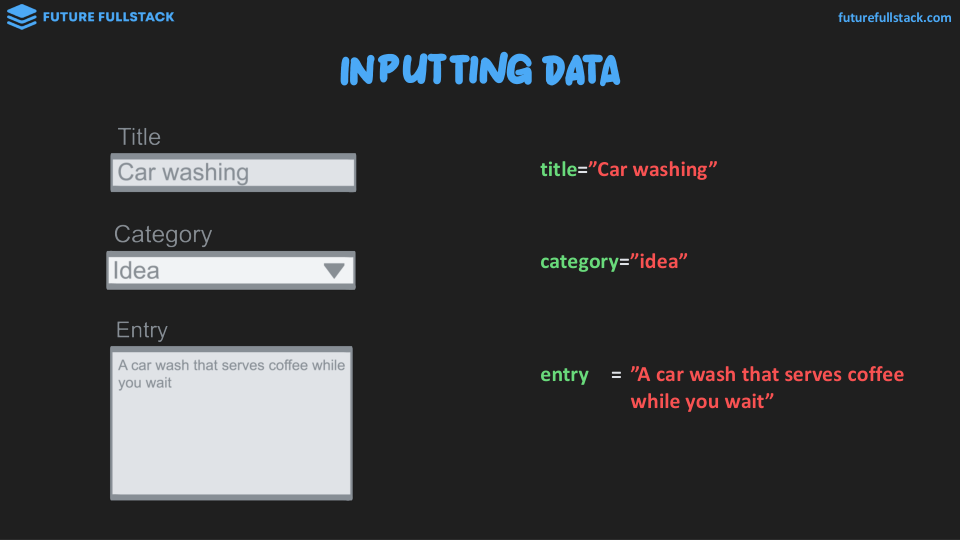 FUTURE FULLSTACK
futurefullstack.com
INPUTTING DATA
Title
Car washing
title=”Car washing”
Category
Idea
category=”idea”
Entry
A car wash that serves coffee while
you wait
entry = ”A car wash that serves coffee
while you wait”